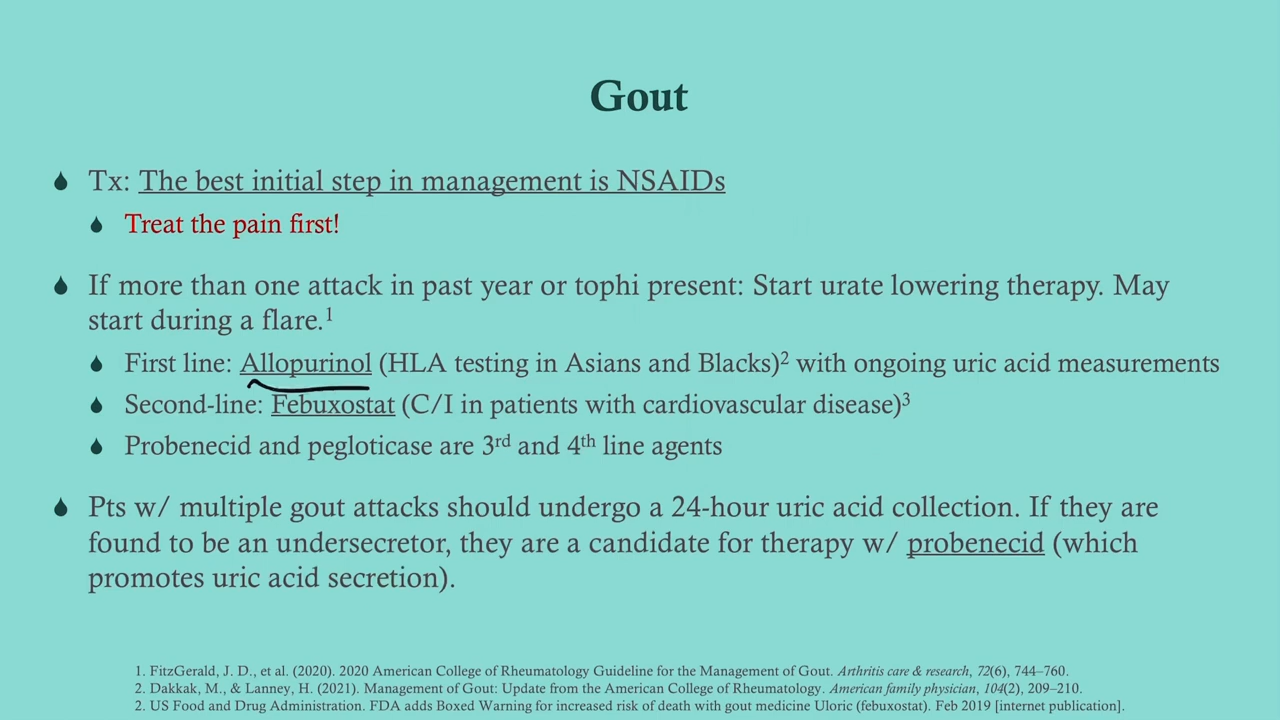 Gout
Tx: The best initial step in management is NSAIDs
Treat the pain first!
If more than one attack in past year or tophi present: Start urate lowering therapy. May
start during a flare.1
First line: Allopurinol (HLA testing in Asians and Blacks)2 with ongoing uric acid measurements
Second-line: Febuxostat (C/I in patients with cardiovascular disease)3
Probenecid and pegloticase are 3rd and 4th line agents
Pts w/ multiple gout attacks should undergo a 24-hour uric acid collection. If they are
found to be an undersecretor, they are a candidate for therapy w/ probenecid (which
promotes uric acid secretion).
1. FitzGerald, J. D., et al. (2020). 2020 American College of Rheumatology Guideline for the Management of Gout. Arthritis care & research, 72(6), 744–760.
2. Dakkak, M., & Lanney, H. (2021). Management of Gout: Update from the American College of Rheumatology. American family physician, 104(2), 209–210.
2. US Food and Drug Administration. FDA adds Boxed Warning for increased risk of death with gout medicine Uloric (febuxostat). Feb 2019 [internet publication].